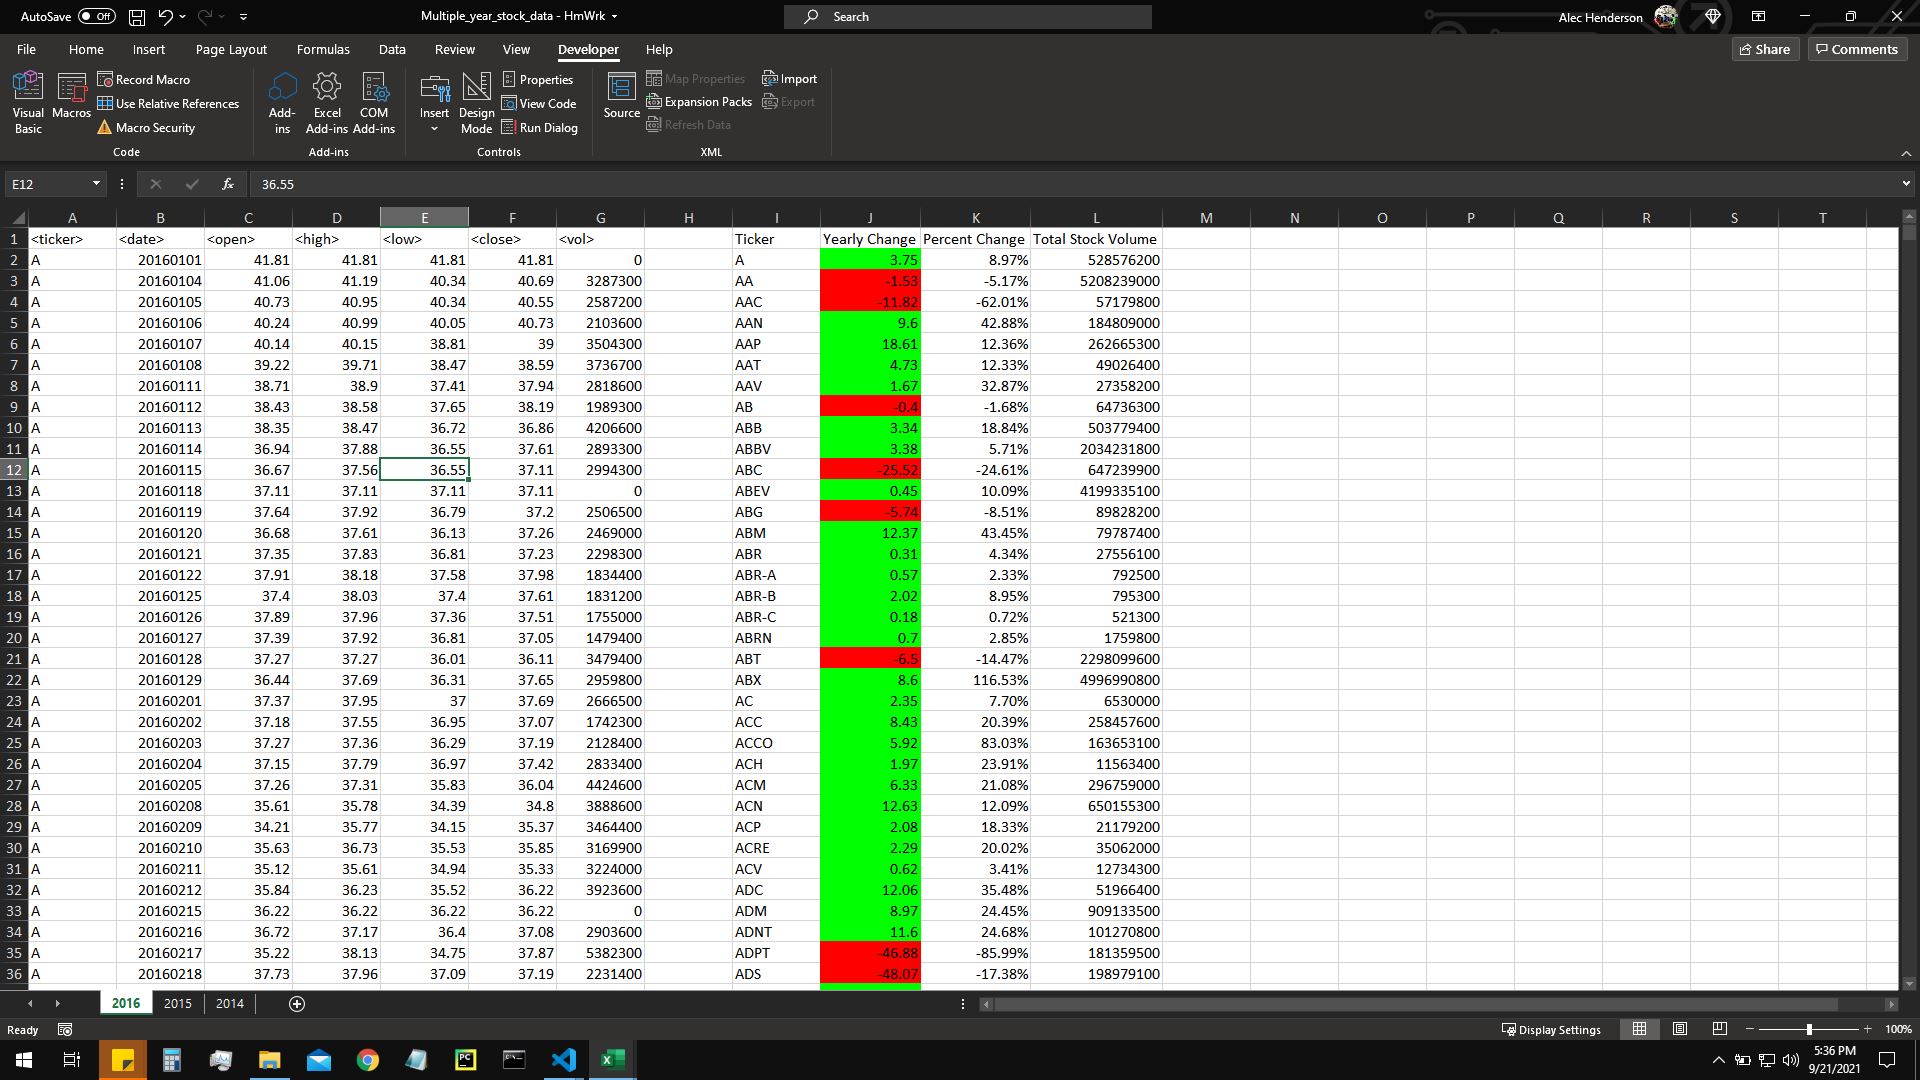 AutoSave Off Multiple_year_stock_data - HmWrk Search Alec Henderson
File Home Insert Page Layout Formulas Data Review View Developer Help Share Comments
Visual Basic Macros Record Macro Use Relative References Macro Security Code
Add-ins Excel Add-ins COM Add-ins Add-ins
Insert Design Mode Properties View Code Run Dialog Controls
Source Map Properties Expansion Packs Refresh Data Import Export XML
E12 fx 36.55
A B C D E F G H I J K L M N O P Q R S T
1 <ticker> <date> <open> <high> <low> <close> <vol> Ticker Yearly Change Percent Change Total Stock Volume
2 A 20160101 41.81 41.81 41.81 41.81 0 A 3.75 8.97% 528576200
3 A 20160104 41.06 41.19 40.34 40.69 3287300 AA -1.53 -5.17% 5208239000
4 A 20160105 40.73 40.95 40.34 40.55 2587200 AAC -11.82 -62.01% 57179800
5 A 20160106 40.24 40.99 40.05 40.73 2103600 AAN 9.6 42.88% 184809000
6 A 20160107 40.14 40.15 38.81 39 3504300 AAP 18.61 12.36% 262665300
7 A 20160108 39.22 39.71 38.47 38.59 3736700 AAT 4.73 12.33% 49026400
8 A 20160111 38.71 38.9 37.41 37.94 2818600 AAV 1.67 32.87% 27358200
9 A 20160112 38.43 38.58 37.65 38.19 1989300 AB -0.4 -1.68% 64736300
10 A 20160113 38.35 38.47 36.72 36.86 4206600 ABB 3.34 18.84% 503779400
11 A 20160114 36.94 37.88 36.55 37.61 2893300 ABBV 3.38 5.71% 2034231800
12 A 20160115 36.67 37.56 36.55 37.11 2994300 ABC -25.52 -24.61% 647239900
13 A 20160118 37.11 37.11 37.11 37.11 0 ABEV 0.45 10.09% 4199335100
14 A 20160119 37.64 37.92 36.79 37.2 2506500 ABG -5.74 -8.51% 89828200
15 A 20160120 36.68 37.61 36.13 37.26 2469000 ABM 12.37 43.45% 79787400
16 A 20160121 37.35 37.83 36.81 37.23 2298300 ABR 0.31 4.34% 27556100
17 A 20160122 37.91 38.18 37.58 37.98 1834400 ABR-A 0.57 2.33% 792500
18 A 20160125 37.4 38.03 37.4 37.61 1831200 ABR-B 2.02 8.95% 795300
19 A 20160126 37.89 37.96 37.36 37.51 1755000 ABR-C 0.18 0.72% 521300
20 A 20160127 37.39 37.92 36.81 37.05 1479400 ABRN 0.7 2.85% 1759800
21 A 20160128 37.27 37.27 36.01 36.11 3479400 ABT -6.5 -14.47% 2298099600
22 A 20160129 36.44 37.69 36.31 37.65 2959800 ABX 8.6 116.53% 4996990800
23 A 20160201 37.37 37.95 37 37.69 2666500 AC 2.35 7.70% 6530000
24 A 20160202 37.18 37.55 36.95 37.07 1742300 ACC 8.43 20.39% 258457600
25 A 20160203 37.27 37.36 36.29 37.19 2128400 ACCO 5.92 83.03% 163653100
26 A 20160204 37.15 37.79 36.97 37.42 2833400 ACH 1.97 23.91% 11563400
27 A 20160205 37.26 37.31 35.83 36.04 4424600 ACM 6.33 21.08% 296759000
28 A 20160208 35.61 35.78 34.39 34.8 3888600 ACN 12.63 12.09% 650155300
29 A 20160209 34.21 35.77 34.15 35.37 3464400 ACP 2.08 18.33% 21179200
30 A 20160210 35.63 36.73 35.53 35.85 3169900 ACRE 2.29 20.02% 35062000
31 A 20160211 35.12 35.61 34.94 35.33 3224000 ACV 0.62 3.41% 12734300
32 A 20160212 35.84 36.23 35.52 36.22 3923600 ADC 12.06 35.48% 51966400
33 A 20160215 36.22 36.22 36.22 36.22 0 ADM 8.97 24.45% 909133500
34 A 20160216 36.72 37.17 36.4 37.08 2903600 ADNT 11.6 24.68% 101270800
35 A 20160217 35.22 38.13 34.75 37.87 5382300 ADPT -46.88 -85.99% 181359500
36 A 20160218 37.73 37.96 37.09 37.19 2231400 ADS -48.07 -17.38% 198979100
2016 2015 2014
Ready Display Settings 100%
5:36 PM
9/21/2021